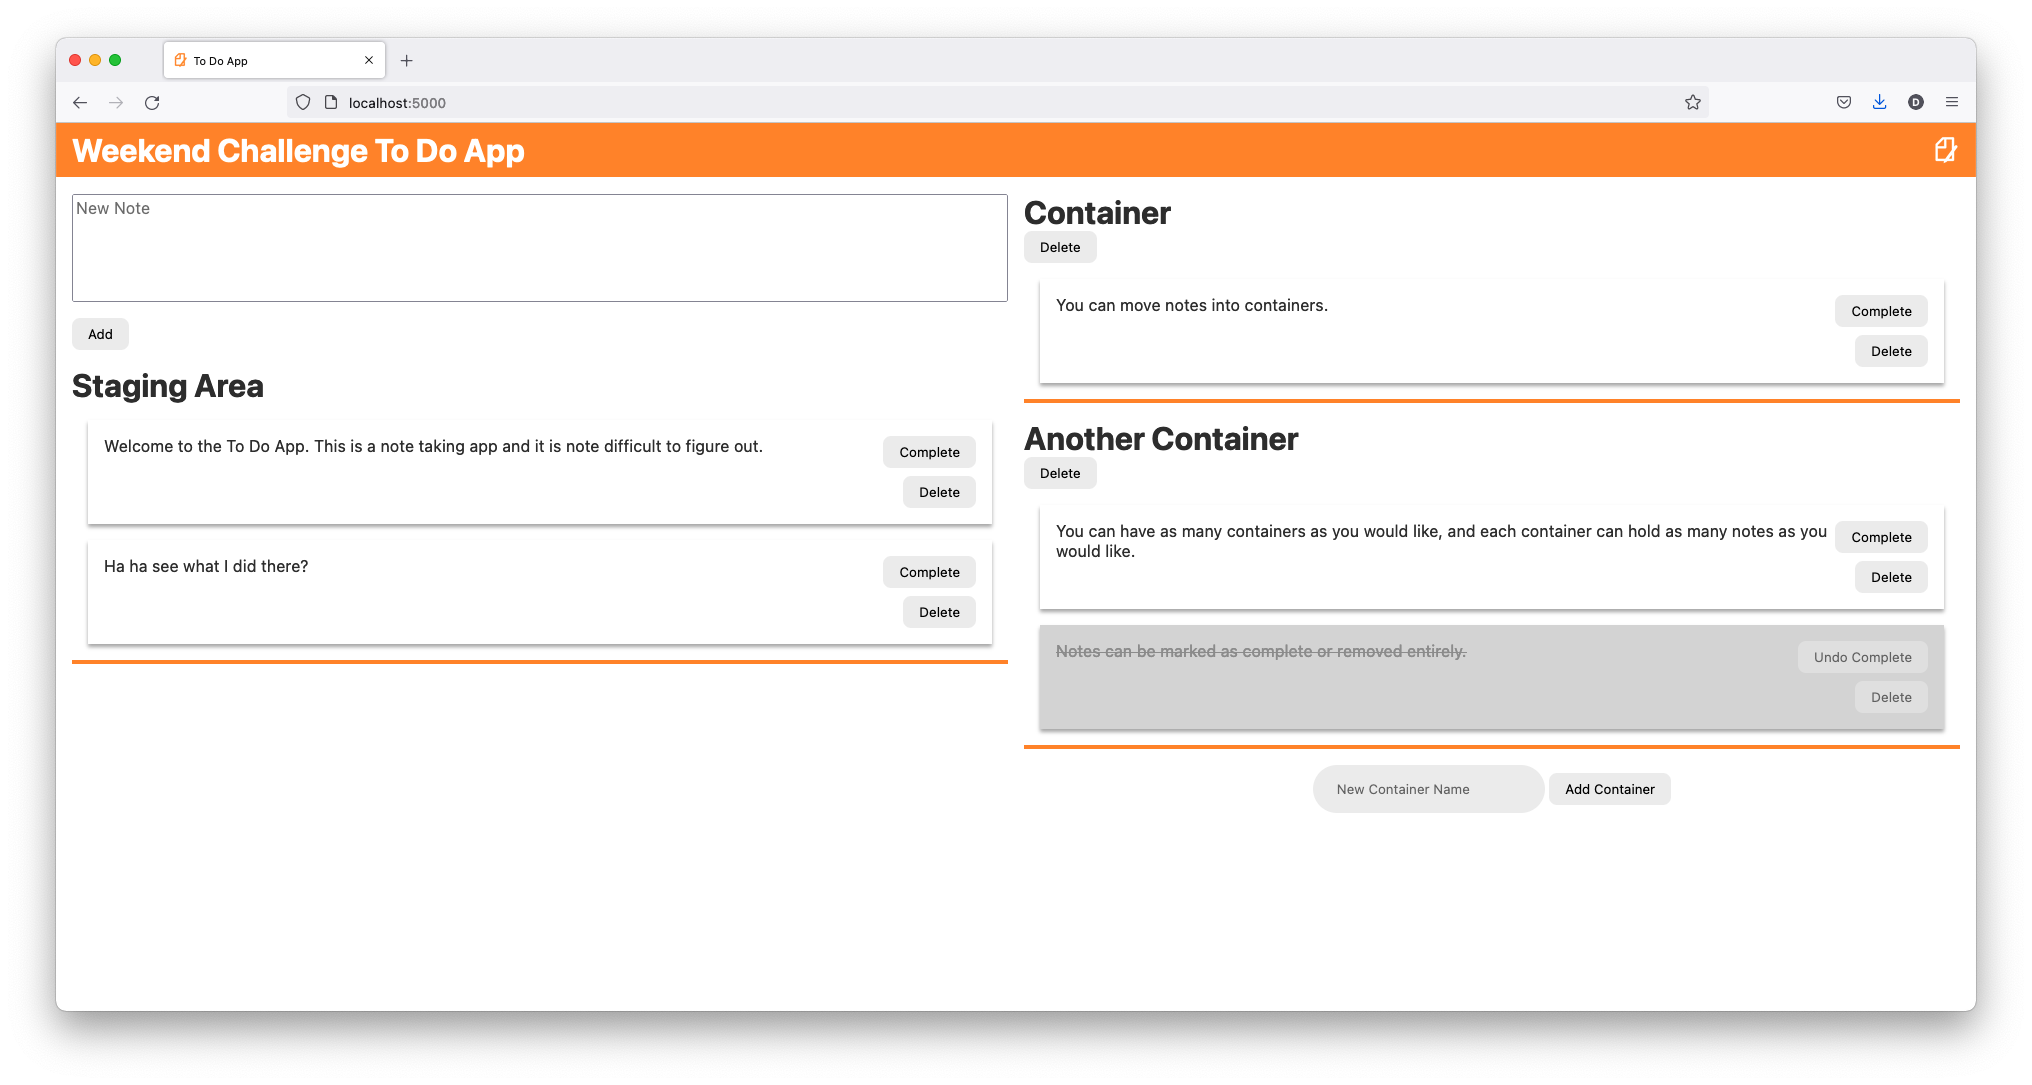 To Do App
localhost:5000
D
Weekend Challenge To Do App
New Note
Add
Staging Area
Welcome to the To Do App. This is a note taking app and it is note difficult to figure out.
Complete
Delete
Ha ha see what I did there?
Complete
Delete
Container
Delete
You can move notes into containers.
Complete
Delete
Another Container
Delete
You can have as many containers as you would like, and each container can hold as many notes as you
would like.
Complete
Delete
Notes can be marked as complete or removed entirely.
Undo Complete
Delete
New Container Name
Add Container